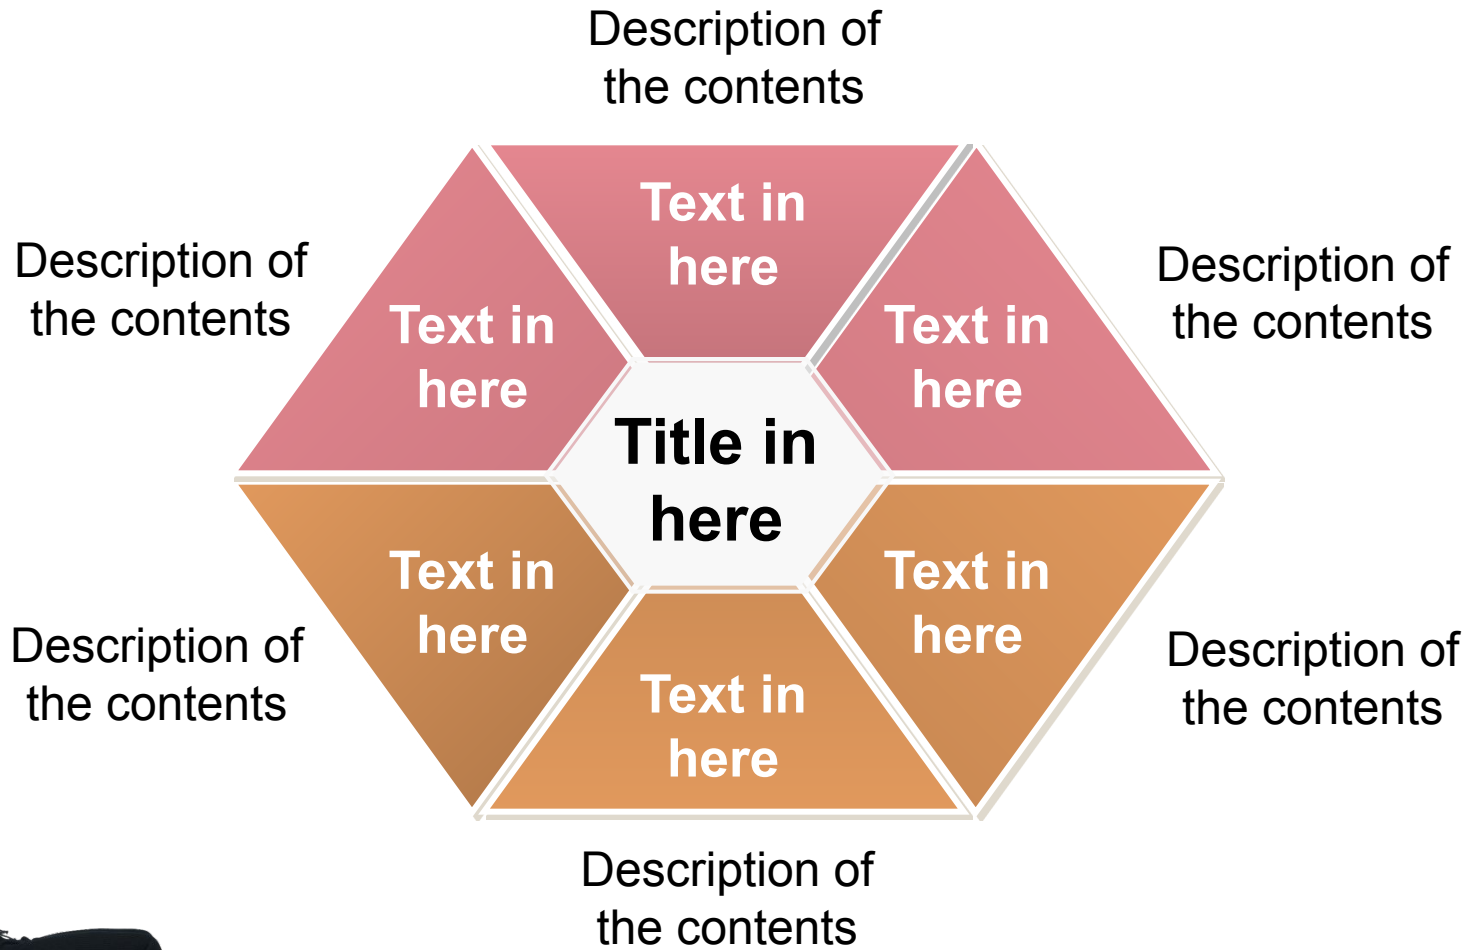 Description of
the contents
Text in
here
Description of
the contents
Text in
here
Text in
here
Description of
the contents
Title in
here
Description of
the contents
Text in
here
Text in
here
Description of
the contents
Text in
here
Description of
the contents